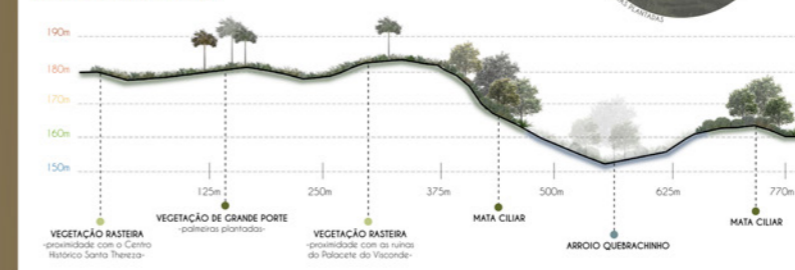 AS PLANTADAS
190m
180m
170m
160m
150m
125m
250m
375m
500m
625m
770m
VEGETAÇÃO RASTEIRA
-proximidade com o Centro
Histórico Santa Thereza-
VEGETAÇÃO DE GRANDE PORTE
-palmeiras plantadas-
VEGETAÇÃO RASTEIRA
-proximidade com as ruínas
do Palacete do Visconde-
MATA CILIAR
ARROIO QUEBRACHINHO
MATA CILIAR